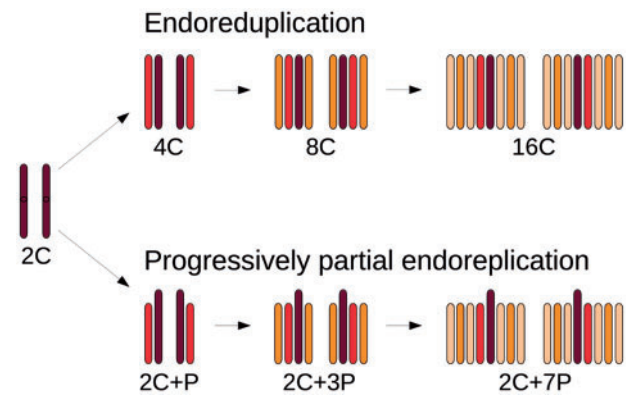 Endoreduplication
4C
8C
16C
2C
Progressively partial endoreplication
2C+P
2C+3P
2C+7P